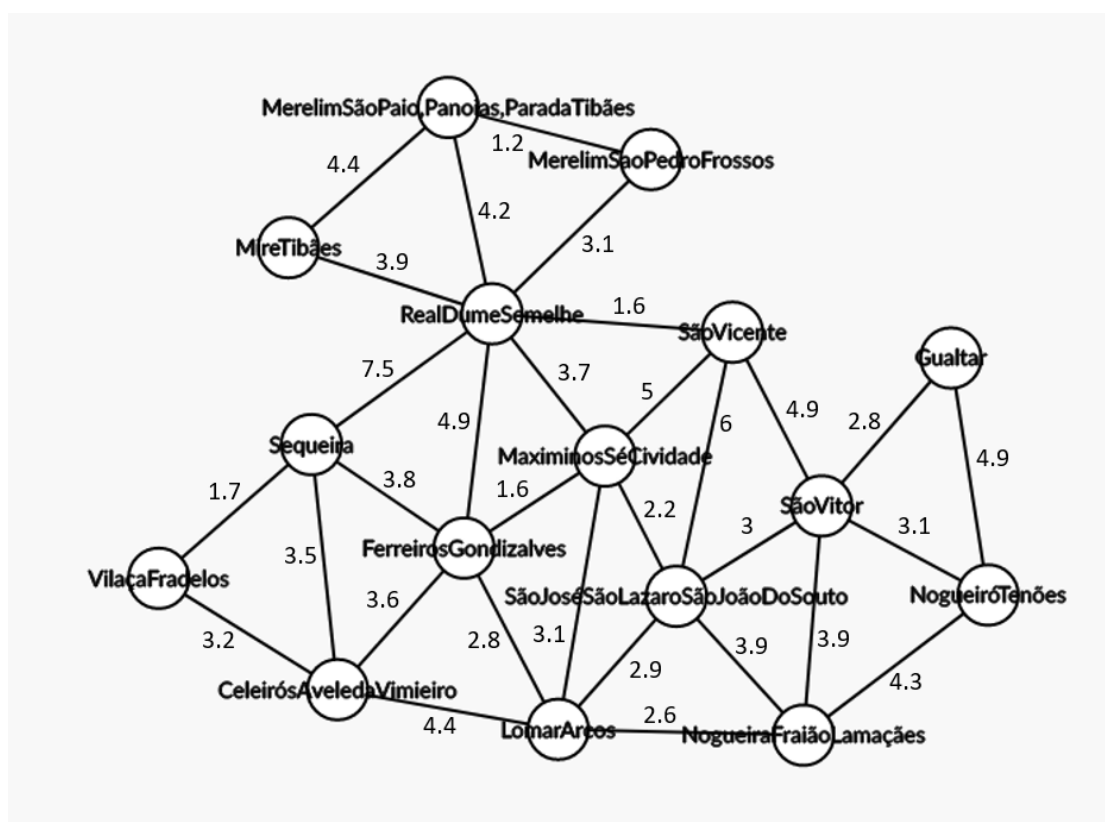 MerelimSãoPaio,Panoias,ParadaTibães
1.2
MerelimSaoPedroFrossos
4.4
4.2
MireTibães
3.9
3.1
RealDumeSemelhe
1.6
SãoVicente
Gualtar
7.5
3.7
5
4.9
6
4.9
2.8
Sequeira
MaximinosSéCividade
4.9
3.8
1.6
1.7
2.2
SãoVitor
3
3.1
FerreirosGondizalves
3.5
VilaçaFradelos
SãoJoséSãoLazaroSãoJoãoDoSouto
NogueiróTenões
3.6
2.8
3.1
3.2
3.9
3.9
2.9
4.3
CeleirósAveledaVimieiro
4.4
LomarArcos
2.6
NogueiraFraiãoLamaçães